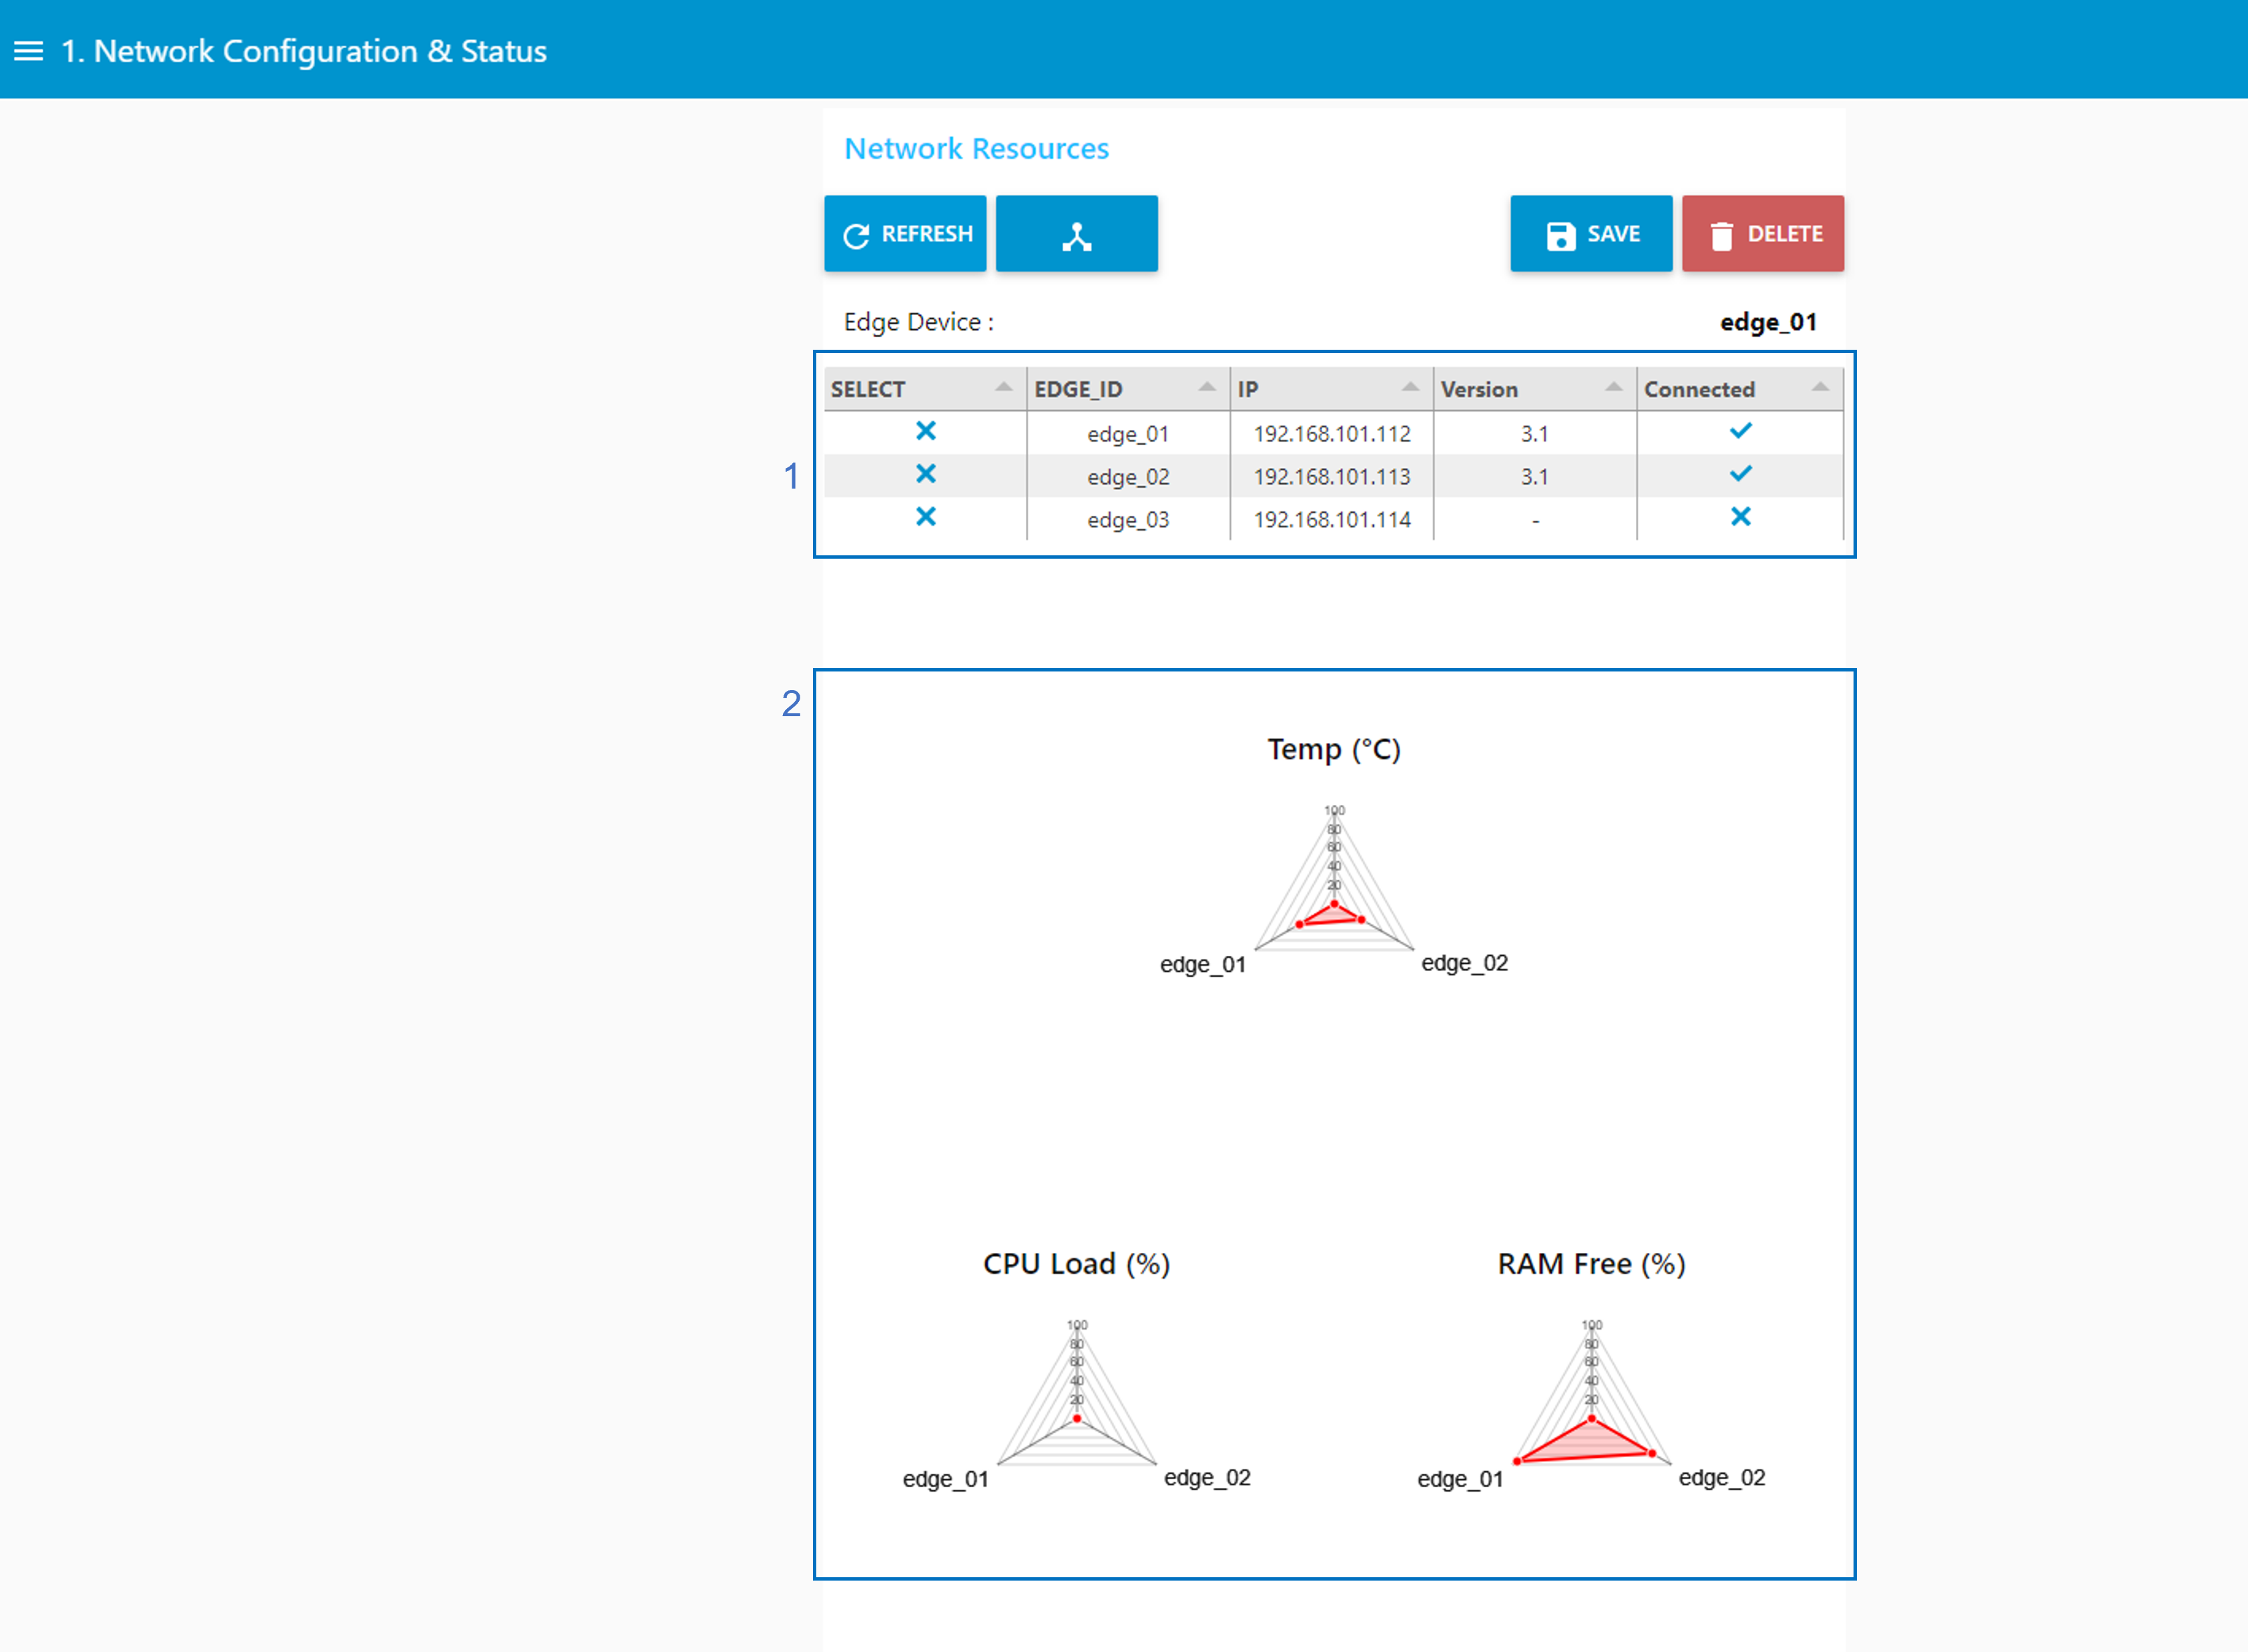 1. Network Configuration & Status
Network Resources
REFRESH
SAVE
DELETE
Edge Device : edge_01
SELECT EDGE_ID IP Version Connected
edge_01 192.168.101.112 3.1
1
edge_02 192.168.101.113 3.1
edge_03 192.168.101.114 -
2
Temp (°C)
100
80
60
40
20
edge_01
edge_02
CPU Load (%)
100
80
60
40
20
edge_01
edge_02
RAM Free (%)
100
80
60
40
20
edge_01
edge_02